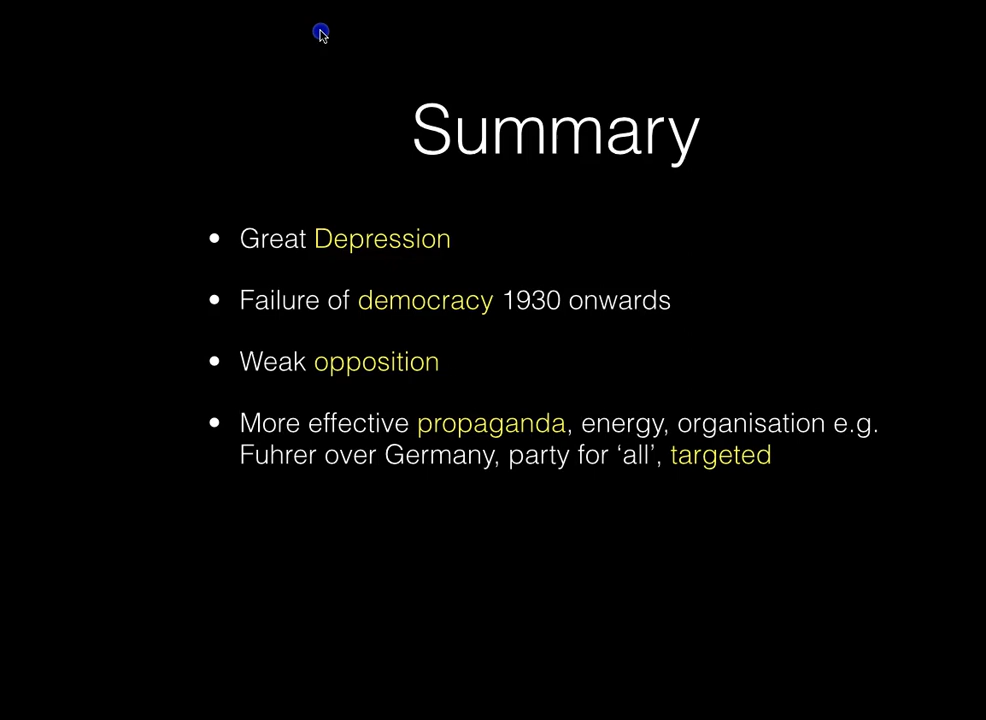 Summary
• Great Depression
• Failure of democracy 1930 onwards
• Weak opposition
• More effective propaganda, energy, organisation e.g.
Fuhrer over Germany, party for ‘all’, targeted